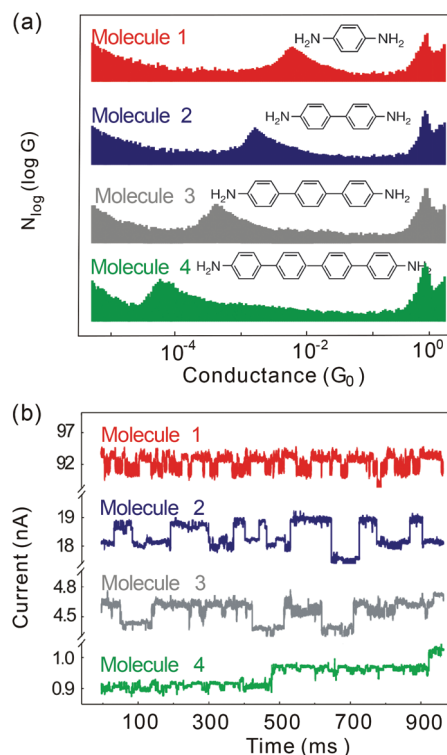 (a)
Molecule 1
H₂N
NH₂
Molecule 2
H₂N
NH₂
Molecule 3
H₂N
NH₂
Molecule 4
H₂N
NH₂
N_log (log G)
10⁻⁴ 10⁻² 10⁰
Conductance (G₀)
(b)
97
92
Molecule 1
19
18
Molecule 2
4.8
4.5
Molecule 3
1.0
0.9
Molecule 4
Current (nA)
100 300 500 700 900
Time (ms)